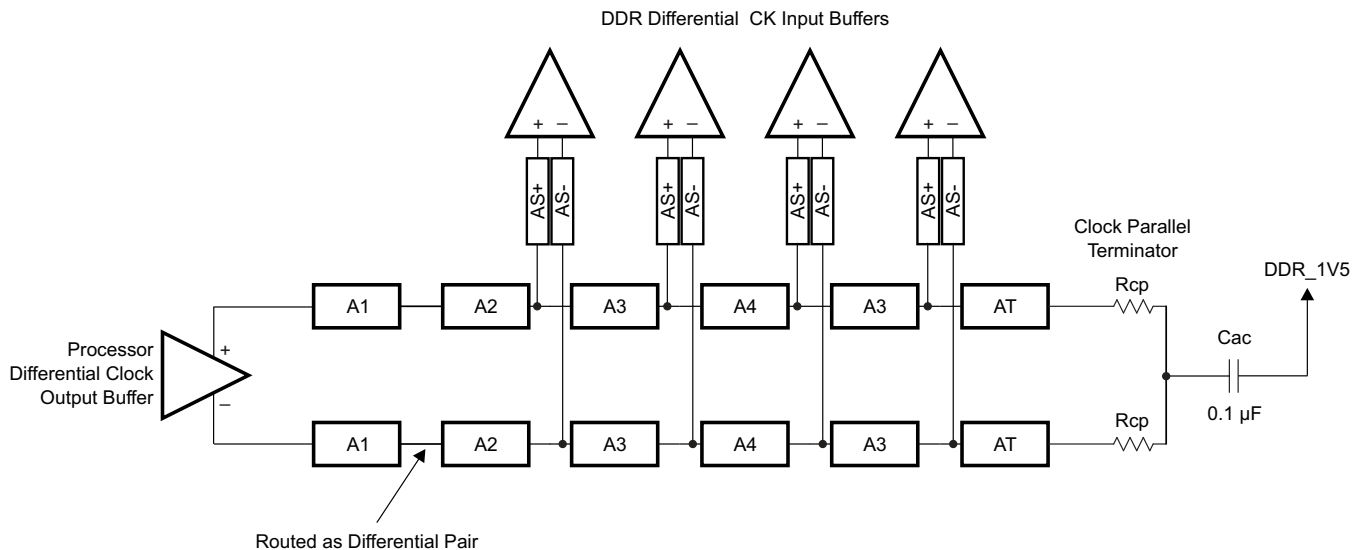 DDR Differential CK Input Buffers
+ –
+ –
+ –
+ –
AS+
AS-
AS+
AS-
AS+
AS-
AS+
AS-
Clock Parallel
Terminator
DDR_1V5
A1
A2
A3
A4
A3
AT
Rcp
Processor
Differential Clock
Output Buffer
+
–
Cac
0.1 µF
A1
A2
A3
A4
A3
AT
Rcp
Routed as Differential Pair